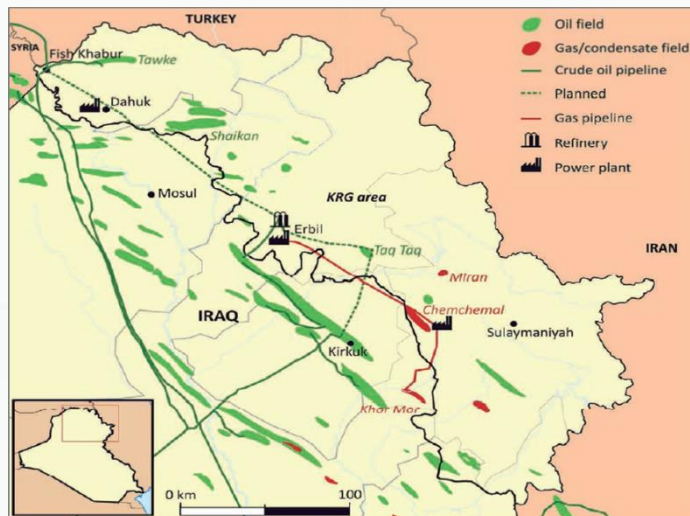 TURKEY
SYRIA
Fish Khabur
Tawke
Dahuk
Shaikan
Mosul
KRG area
Erbil
Taq Taq
Miran
IRAN
Chemchemal
IRAQ
Sulaymaniyah
Kirkuk
Khor Mor
0 km
100
Oil field
Gas/condensate field
Crude oil pipeline
Planned
Gas pipeline
Refinery
Power plant